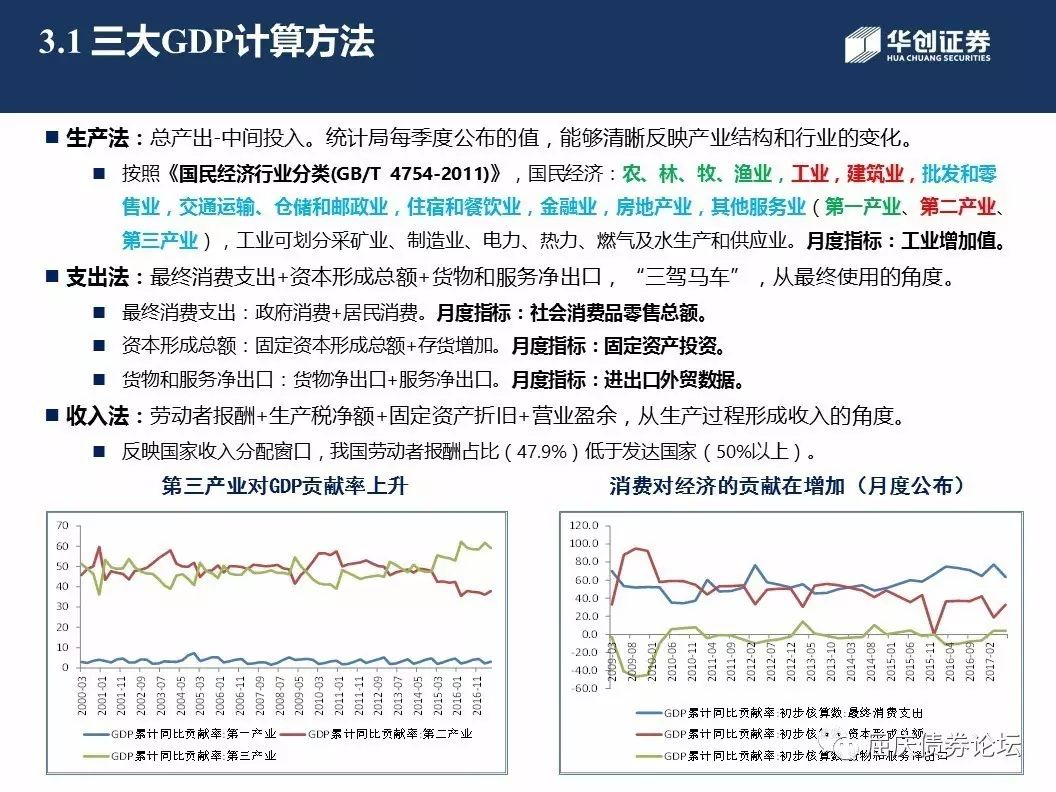 3.1 三大GDP计算方法
华创证券
HUA CHUANG SECURITIES
生产法：总产出-中间投入。统计局每季度公布的值，能够清晰反映产业结构和行业的变化。
按照《国民经济行业分类(GB/T 4754-2011)》，国民经济：农、林、牧、渔业，工业，建筑业，批发和零
售业，交通运输、仓储和邮政业，住宿和餐饮业，金融业，房地产业，其他服务业（第一产业、第二产业、
第三产业），工业可划分采矿业、制造业、电力、热力、燃气及水生产和供应业。月度指标：工业增加值。
支出法：最终消费支出+资本形成总额+货物和服务净出口，“三驾马车”，从最终使用的角度。
最终消费支出：政府消费+居民消费。月度指标：社会消费品零售总额。
资本形成总额：固定资本形成总额+存货增加。月度指标：固定资产投资。
货物和服务净出口：货物净出口+服务净出口。月度指标：进出口外贸数据。
收入法：劳动者报酬+生产税净额+固定资产折旧+营业盈余，从生产过程形成收入的角度。
反映国家收入分配窗口，我国劳动者报酬占比（47.9%）低于发达国家（50%以上）。
第三产业对GDP贡献率上升
70
60
50
40
30
20
10
0
2000-03
2001-01
2001-11
2002-09
2003-07
2004-05
2005-03
2006-01
2006-11
2007-09
2008-07
2009-05
2010-03
2011-01
2011-11
2012-09
2013-07
2014-05
2015-03
2016-01
2016-11
GDP累计同比贡献率:第一产业
GDP累计同比贡献率:第二产业
GDP累计同比贡献率:第三产业
消费对经济的贡献在增加（月度公布）
120.0
100.0
80.0
60.0
40.0
20.0
0.0
-20.0
-40.0
-60.0
2009-03
2009-08
2010-01
2010-06
2010-11
2011-04
2011-09
2012-02
2012-07
2012-12
2013-05
2013-10
2014-03
2014-08
2015-01
2015-06
2015-11
2016-04
2016-09
2017-02
GDP累计同比贡献率:初步核算数:最终消费支出
GDP累计同比贡献率:初步核算数:资本形成总额
GDP累计同比贡献率:初步核算数:货物和服务净出口
屈庆债券论坛